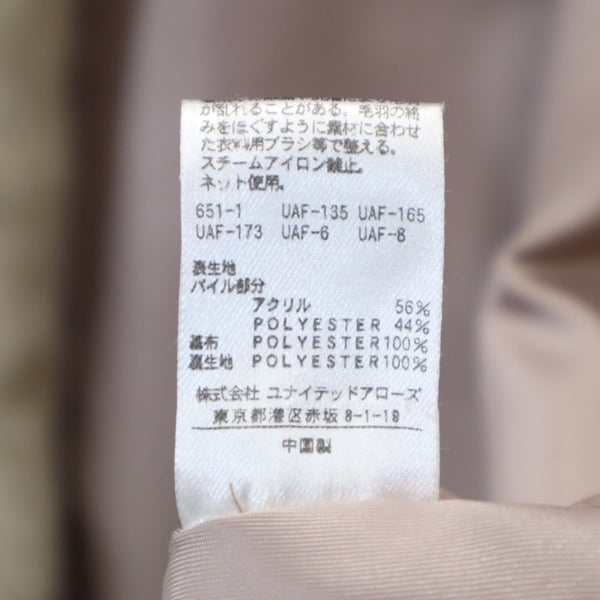 が乱れることがある。毛羽の絡
みをほぐすように素材に合わせ
た衣料用ブラシ等で整える。
スチームアイロン禁止。
ネット使用。
651-1 UAF-135 UAF-165
UAF-173 UAF-6 UAF-8
表生地
パイル部分
アクリル 56%
POLYESTER 44%
基布 POLYESTER100%
裏生地 POLYESTER100%
株式会社 ユナイテッドアローズ
東京都港区赤坂 8-1-19
中国製